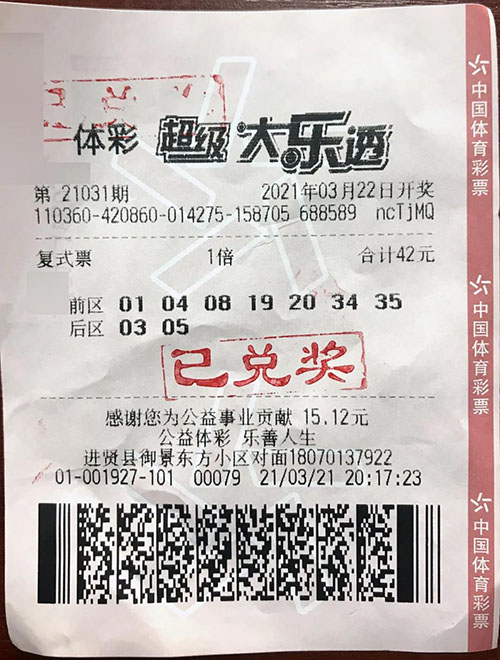 体彩 超级大乐透
第 21031期 2021年03月22日开奖
110360-420860-014275-158705 688589 ncTjMQ
复式票 1倍 合计42元
前区 01 04 08 19 20 34 35
后区 03 05
已兑奖
感谢您为公益事业贡献 15.12元
公益体彩 乐善人生
进贤县御景东方小区对面18070137922
01-001927-101 00079 21/03/21 20:17:23
中国体育彩票
中国体育彩票
中国体育彩票